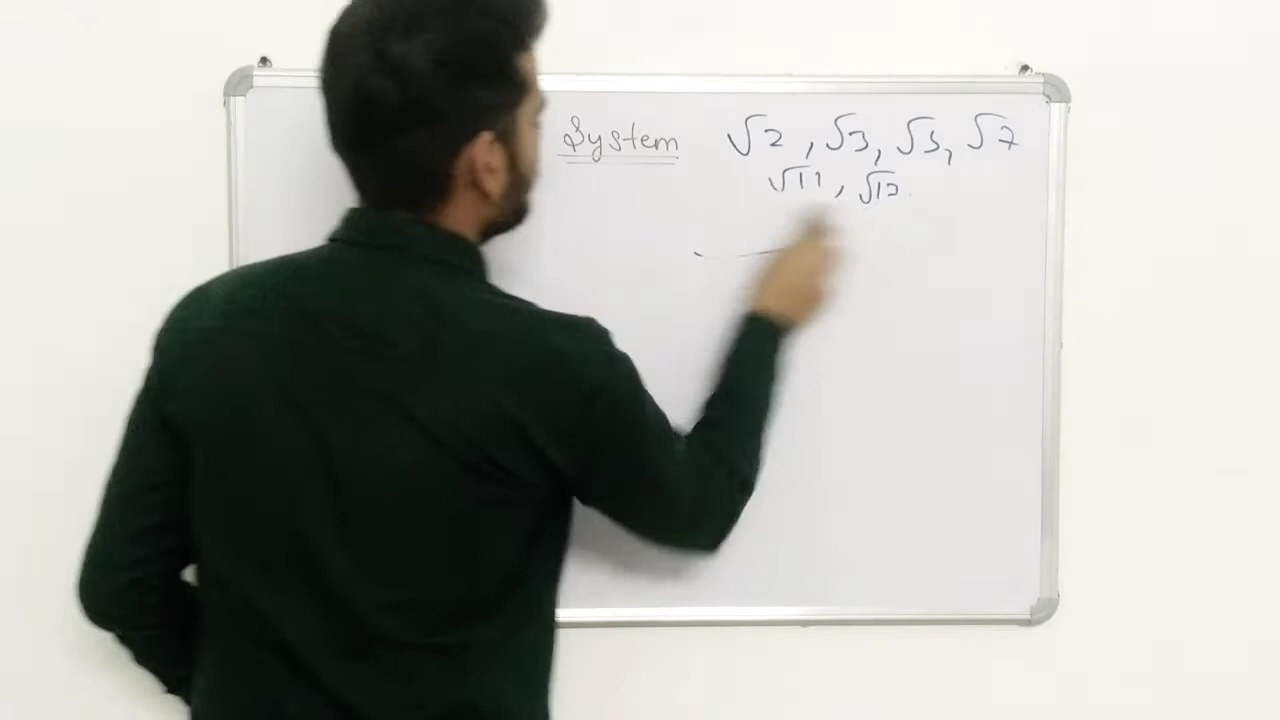 System √2, √3, √5, √7
√11, √13